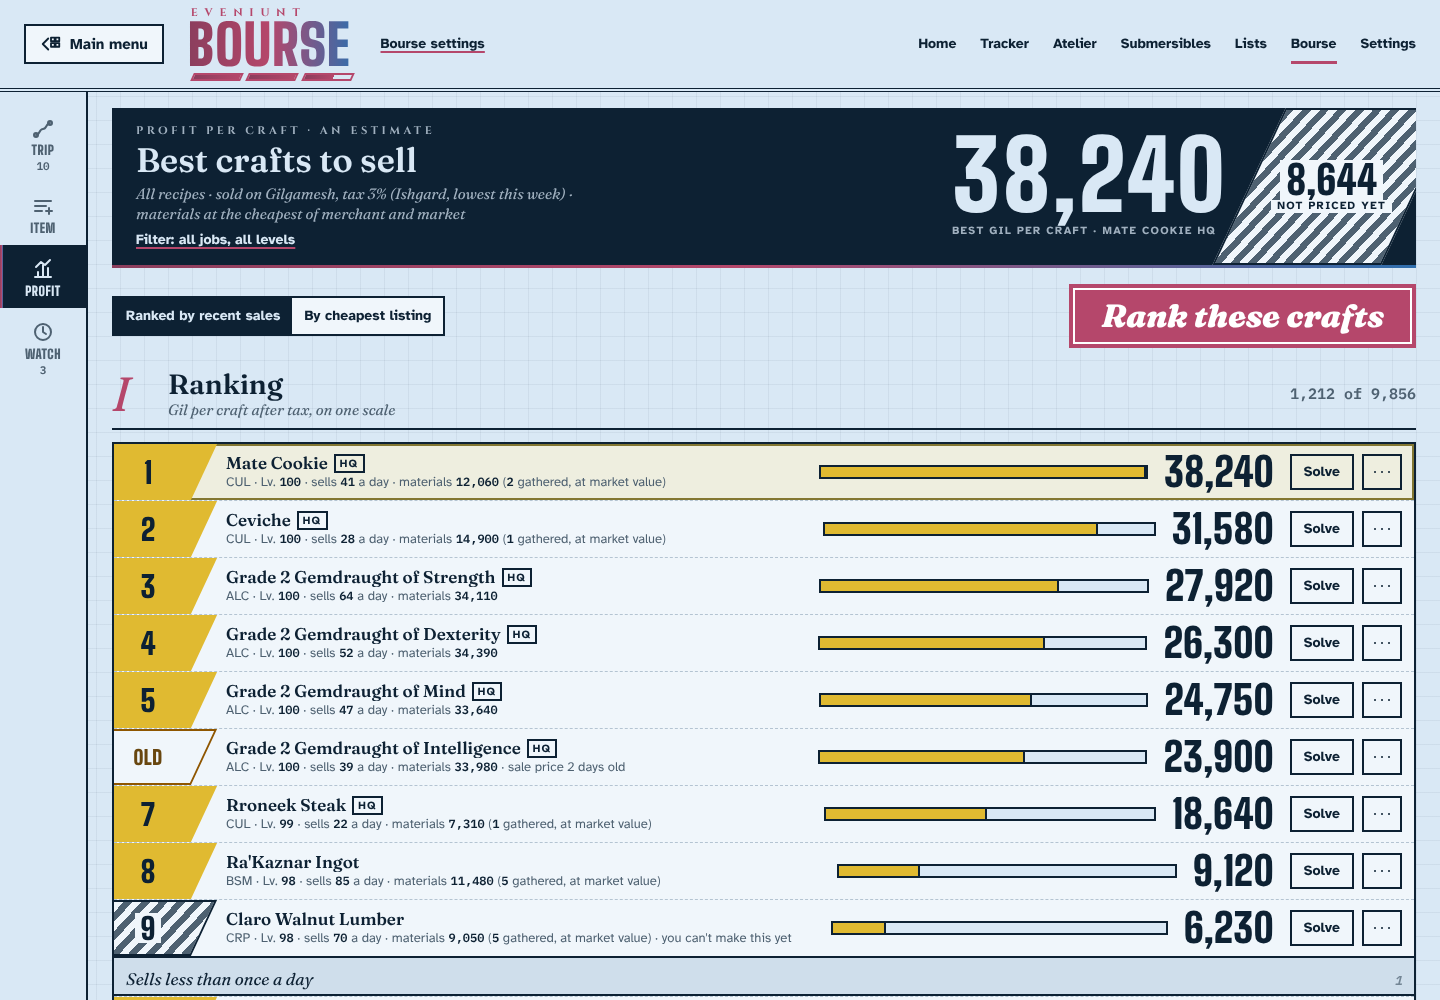 Main menu
EVENIUNT
BOURSE
Bourse settings
Home
Tracker
Atelier
Submersibles
Lists
Bourse
Settings
TRIP
10
ITEM
PROFIT
WATCH
3
PROFIT PER CRAFT · AN ESTIMATE
Best crafts to sell
All recipes · sold on Gilgamesh, tax 3% (Ishgard, lowest this week) ·
materials at the cheapest of merchant and market
Filter: all jobs, all levels
38,240
BEST GIL PER CRAFT · MATE COOKIE HQ
8,644
NOT PRICED YET
Ranked by recent sales
By cheapest listing
Rank these crafts
I
Ranking
Gil per craft after tax, on one scale
1,212 of 9,856
1
Mate Cookie HQ
CUL · Lv. 100 · sells 41 a day · materials 12,060 (2 gathered, at market value)
38,240
Solve
···
2
Ceviche HQ
CUL · Lv. 100 · sells 28 a day · materials 14,900 (1 gathered, at market value)
31,580
Solve
···
3
Grade 2 Gemdraught of Strength HQ
ALC · Lv. 100 · sells 64 a day · materials 34,110
27,920
Solve
···
4
Grade 2 Gemdraught of Dexterity HQ
ALC · Lv. 100 · sells 52 a day · materials 34,390
26,300
Solve
···
5
Grade 2 Gemdraught of Mind HQ
ALC · Lv. 100 · sells 47 a day · materials 33,640
24,750
Solve
···
OLD
Grade 2 Gemdraught of Intelligence HQ
ALC · Lv. 100 · sells 39 a day · materials 33,980 · sale price 2 days old
23,900
Solve
···
7
Rroneek Steak HQ
CUL · Lv. 99 · sells 22 a day · materials 7,310 (1 gathered, at market value)
18,640
Solve
···
8
Ra'Kaznar Ingot
BSM · Lv. 98 · sells 85 a day · materials 11,480 (5 gathered, at market value)
9,120
Solve
···
9
Claro Walnut Lumber
CRP · Lv. 98 · sells 70 a day · materials 9,050 (5 gathered, at market value) · you can't make this yet
6,230
Solve
···
Sells less than once a day
1